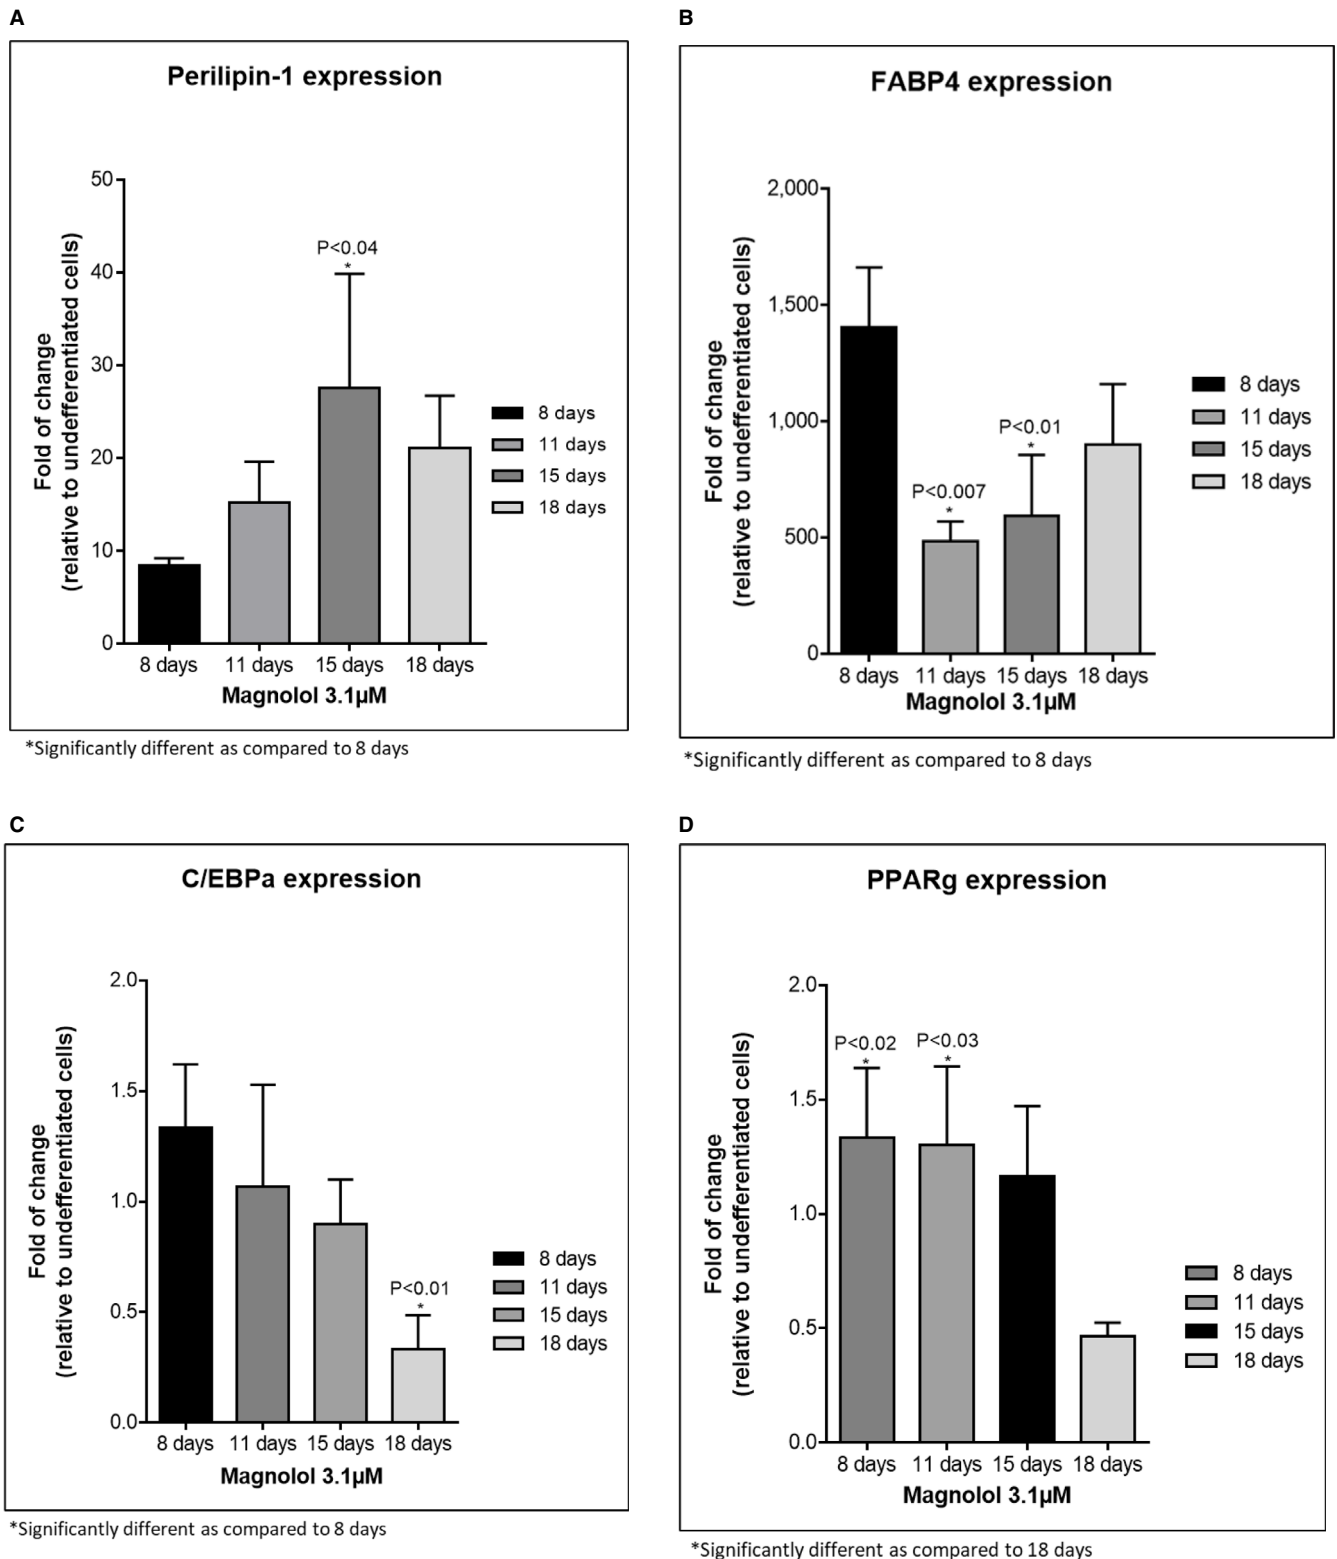 A
Perilipin-1 expression
Fold of change
(relative to undefferentiated cells)
50
40
30
20
10
0
P<0.04
*
8 days
11 days
15 days
18 days
8 days
11 days
15 days
18 days
Magnolol 3.1µM
*Significantly different as compared to 8 days
B
FABP4 expression
Fold of change
(relative to undefferentiated cells)
2,000
1,500
1,000
500
0
P<0.007
*
P<0.01
*
8 days
11 days
15 days
18 days
8 days
11 days
15 days
18 days
Magnolol 3.1µM
*Significantly different as compared to 8 days
C
C/EBPa expression
Fold of change
(relative to undefferentiated cells)
2.0
1.5
1.0
0.5
0.0
P<0.01
*
8 days
11 days
15 days
18 days
8 days
11 days
15 days
18 days
Magnolol 3.1µM
*Significantly different as compared to 8 days
D
PPARg expression
Fold of change
(relative to undefferentiated cells)
2.0
1.5
1.0
0.5
0.0
P<0.02
*
P<0.03
*
8 days
11 days
15 days
18 days
8 days
11 days
15 days
18 days
Magnolol 3.1µM
*Significantly different as compared to 18 days